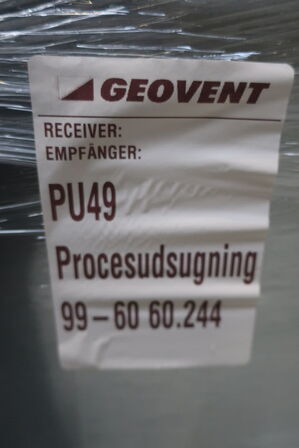 GEOVENT
RECEIVER:
EMPFÄNGER:
PU49
Procesudsugning
99-60 60.244